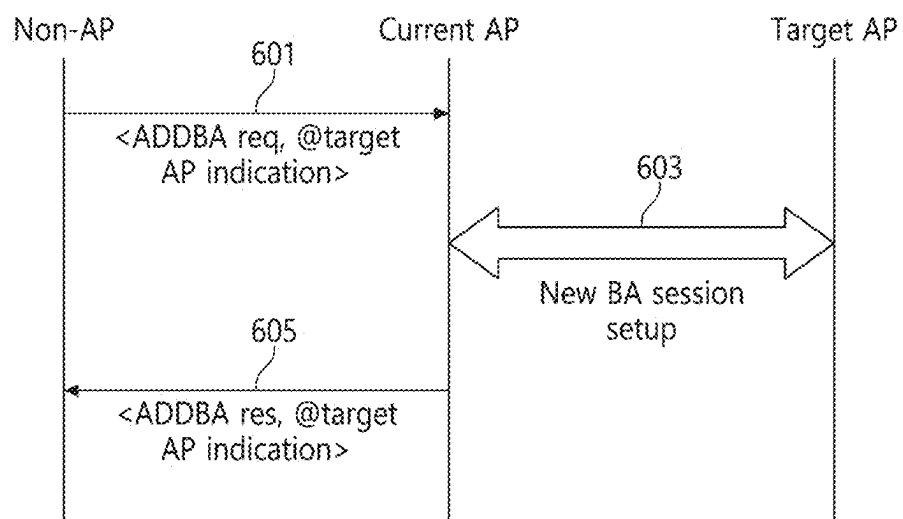 Non-AP
Current AP
Target AP
601
<ADDBA req, @target
AP indication>
603
New BA session
setup
605
<ADDBA res, @target
AP indication>